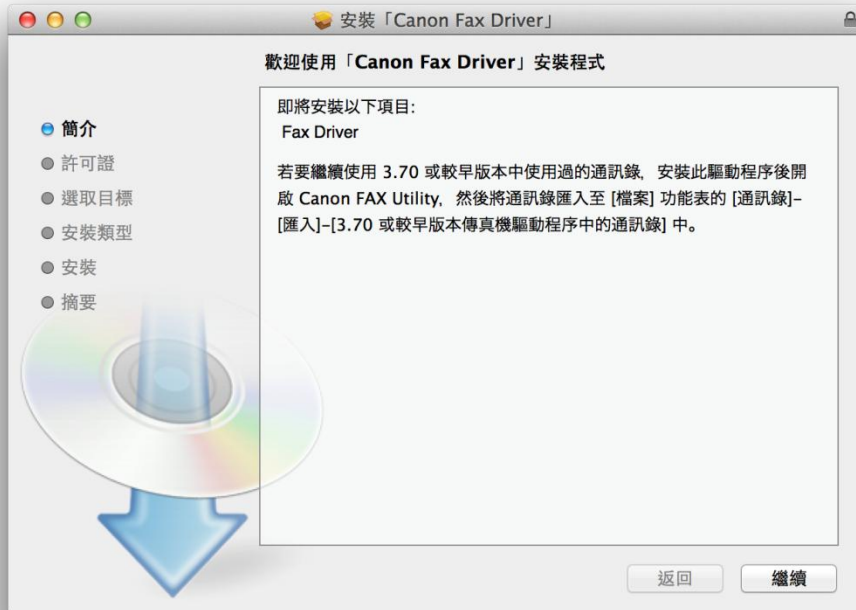 安裝「Canon Fax Driver」
歡迎使用「Canon Fax Driver」安裝程式
簡介
許可證
選取目標
安裝類型
安裝
摘要
即將安裝以下項目:
Fax Driver
若要繼續使用 3.70 或較早版本中使用過的通訊錄，安裝此驅動程序後開
啟 Canon FAX Utility，然後將通訊錄匯入至 [檔案] 功能表的 [通訊錄]-
[匯入]-[3.70 或較早版本傳真機驅動程序中的通訊錄] 中。
返回
繼續